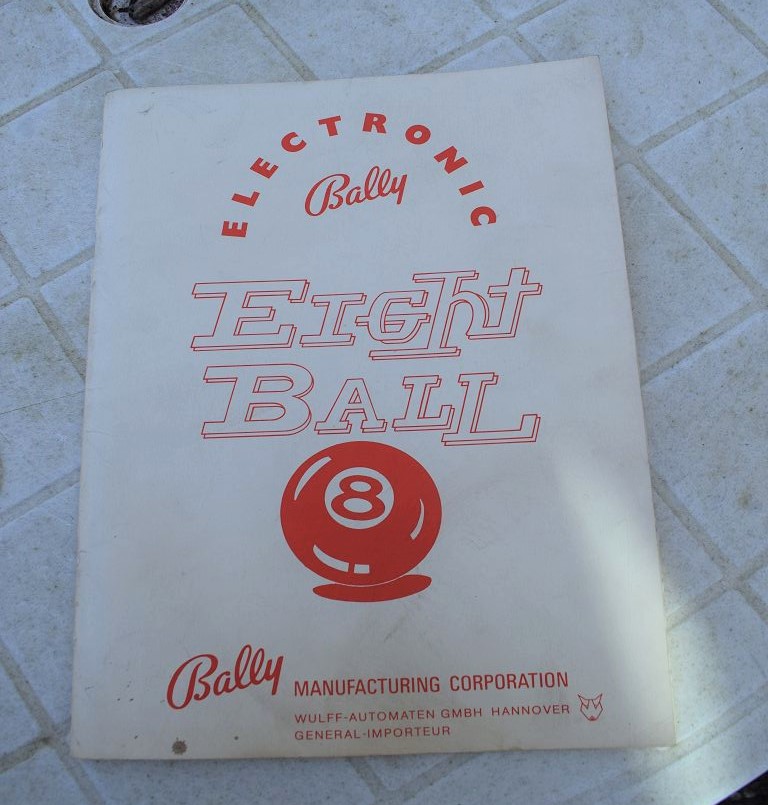 ELECTRONIC
Bally
EIGht
BALL
8
Bally MANUFACTURING CORPORATION
WULFF-AUTOMATEN GMBH HANNOVER
GENERAL-IMPORTEUR